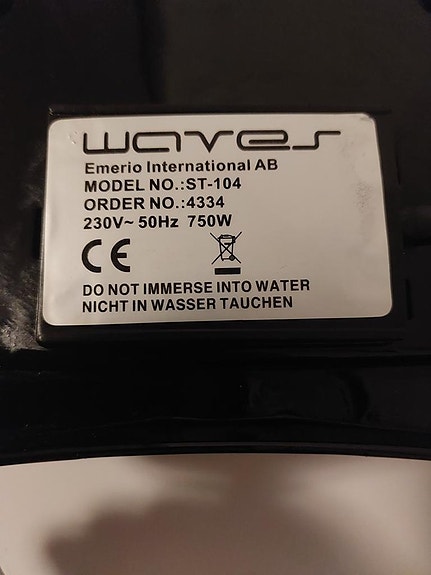 waves
Emerio International AB
MODEL NO.:ST-104
ORDER NO.:4334
230V~ 50Hz 750W
CE
DO NOT IMMERSE INTO WATER
NICHT IN WASSER TAUCHEN